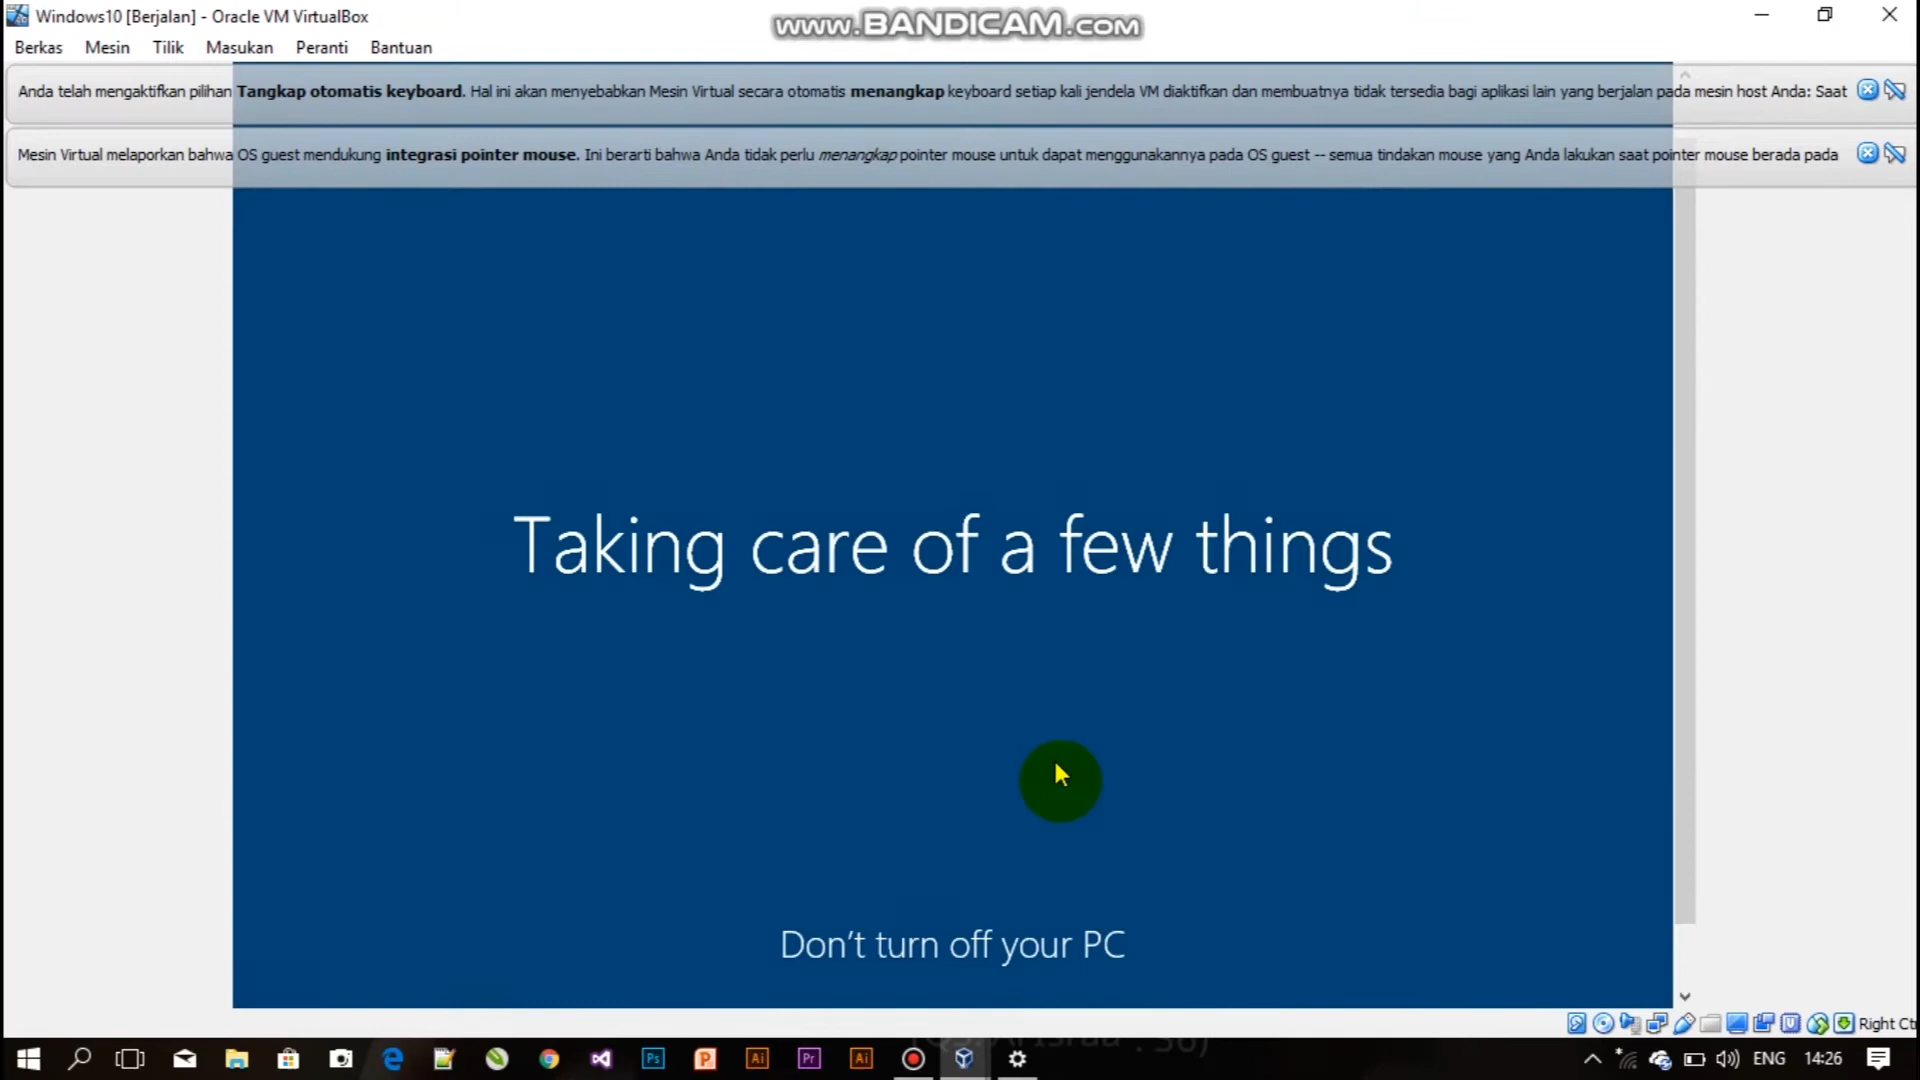 Windows10 [Berjalan] - Oracle VM VirtualBox
www.BANDICAM.com
Berkas Mesin Tilik Masukan Peranti Bantuan
Anda telah mengaktifkan pilihan Tangkap otomatis keyboard. Hal ini akan menyebabkan Mesin Virtual secara otomatis menangkap keyboard setiap kali jendela VM diaktifkan dan membuatnya tidak tersedia bagi aplikasi lain yang berjalan pada mesin host Anda: Saat
Mesin Virtual melaporkan bahwa OS guest mendukung integrasi pointer mouse. Ini berarti bahwa Anda tidak perlu menangkap pointer mouse untuk dapat menggunakannya pada OS guest -- semua tindakan mouse yang Anda lakukan saat pointer mouse berada pada
Taking care of a few things
Don't turn off your PC
Right Ct
Ps Ai Pr Ai
ENG 14:26